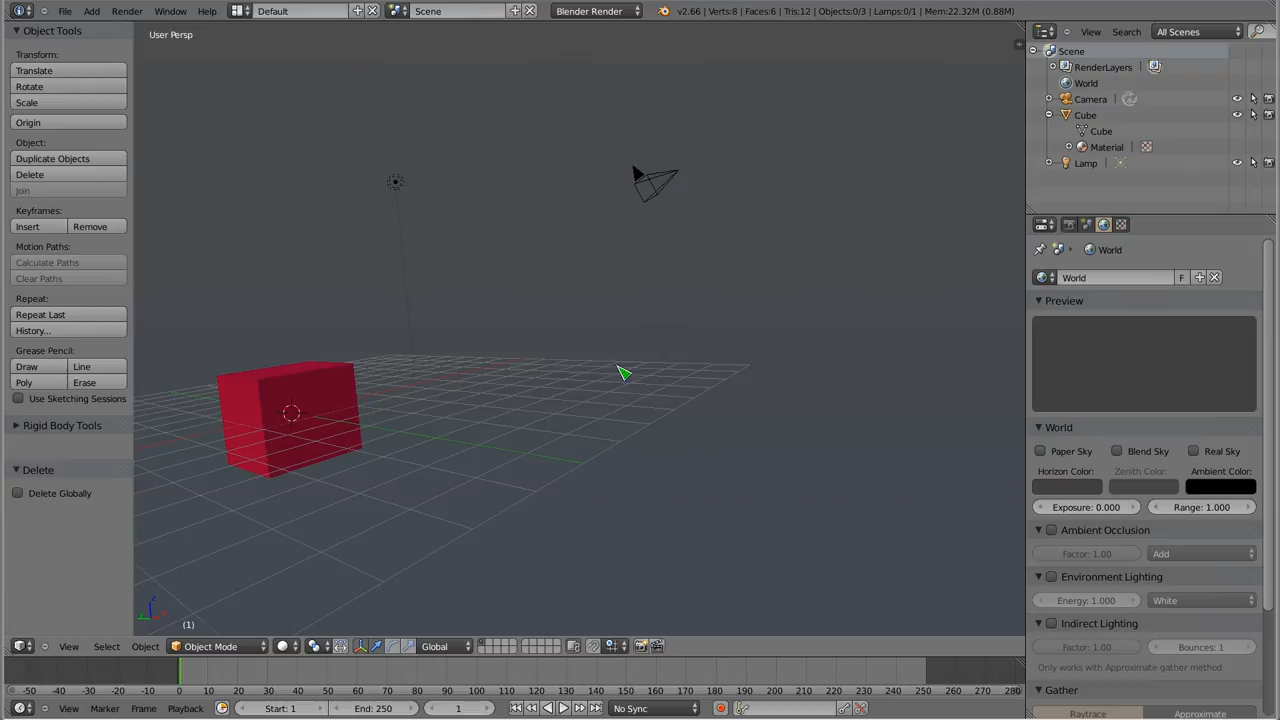 File Add Render Window Help Default Scene Blender Render v2.66 | Verts:8 | Faces:6 | Tris:12 | Objects:0/3 | Lamps:0/1 | Mem:22.32M (0.88M)
Object Tools
Transform:
Translate
Rotate
Scale
Origin
Object:
Duplicate Objects
Delete
Join
Keyframes:
Insert Remove
Motion Paths:
Calculate Paths
Clear Paths
Repeat:
Repeat Last
History...
Grease Pencil:
Draw Line
Poly Erase
Use Sketching Sessions
Rigid Body Tools
Delete
Delete Globally
User Persp
z
(1)
View Select Object Object Mode Global
View Search All Scenes
Scene
RenderLayers
World
Camera
Cube
Cube
Material
Lamp
World
World F
Preview
World
Paper Sky Blend Sky Real Sky
Horizon Color: Zenith Color: Ambient Color:
Exposure: 0.000 Range: 1.000
Ambient Occlusion
Factor: 1.00 Add
Environment Lighting
Energy: 1.000 White
Indirect Lighting
Factor: 1.00 Bounces: 1
Only works with Approximate gather method
Gather
Raytrace Approximate
-50 -40 -30 -20 -10 0 10 20 30 40 50 60 70 80 90 100 110 120 130 140 150 160 170 180 190 200 210 220 230 240 250 260 270 280
View Marker Frame Playback Start: 1 End: 250 1 No Sync